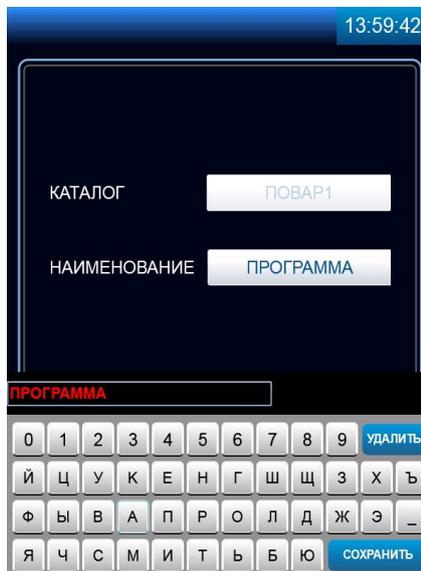 13:59:42
КАТАЛОГ ПОВАР1
НАИМЕНОВАНИЕ ПРОГРАММА
ПРОГРАММА
0 1 2 3 4 5 6 7 8 9 УДАЛИТЬ
Й Ц У К Е Н Г Ш Щ З Х Ъ
Ф Ы В А П Р О Л Д Ж Э _
Я Ч С М И Т Ь Б Ю СОХРАНИТЬ